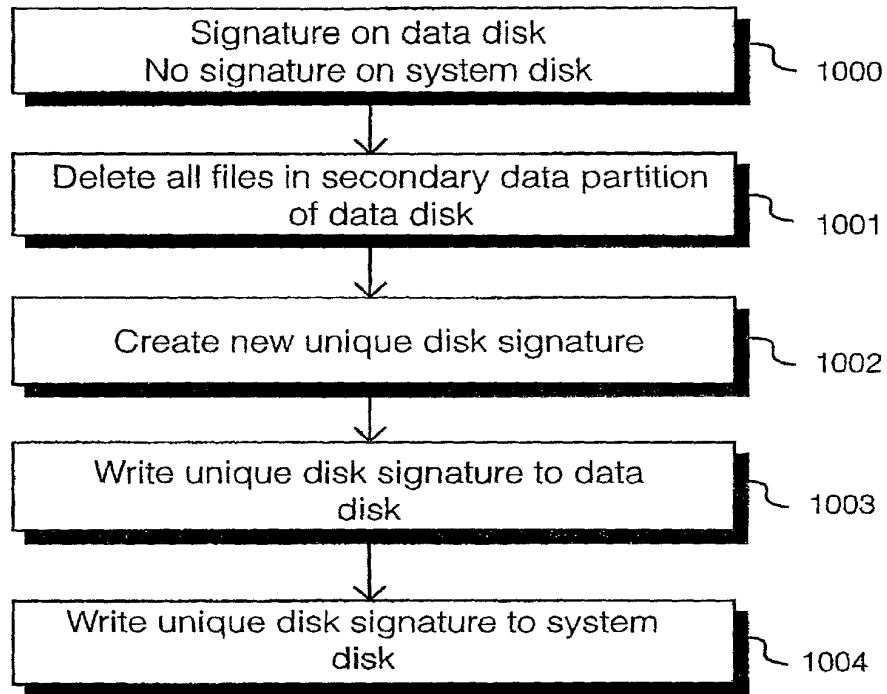 Signature on data disk
No signature on system disk
1000
Delete all files in secondary data partition
of data disk
1001
Create new unique disk signature
1002
Write unique disk signature to data
disk
1003
Write unique disk signature to system
disk
1004